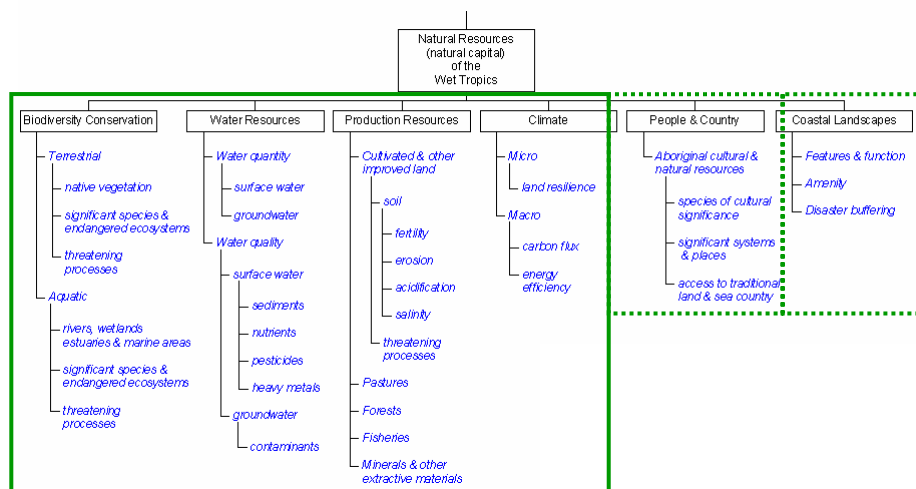 Natural Resources
(natural capital)
of the
Wet Tropics
Biodiversity Conservation
Terrestrial
native vegetation
significant species &
endangered ecosystems
threatening
processes
Aquatic
rivers, wetlands
estuaries & marine areas
significant species
& endangered ecosystems
threatening
processes
Water Resources
Water quantity
surface water
groundwater
Water quality
surface water
sediments
nutrients
pesticides
heavy metals
groundwater
contaminants
Production Resources
Cultivated & other
improved land
soil
fertility
erosion
acidification
salinity
threatening
processes
Pastures
Forests
Fisheries
Minerals & other
extractive materials
Climate
Micro
land resilience
Macro
carbon flux
energy
efficiency
People & Country
Aboriginal cultural &
natural resources
species of cultural
significance
significant systems
& places
access to traditional
land & sea country
Coastal Landscapes
Features & function
Amenity
Disaster buffering